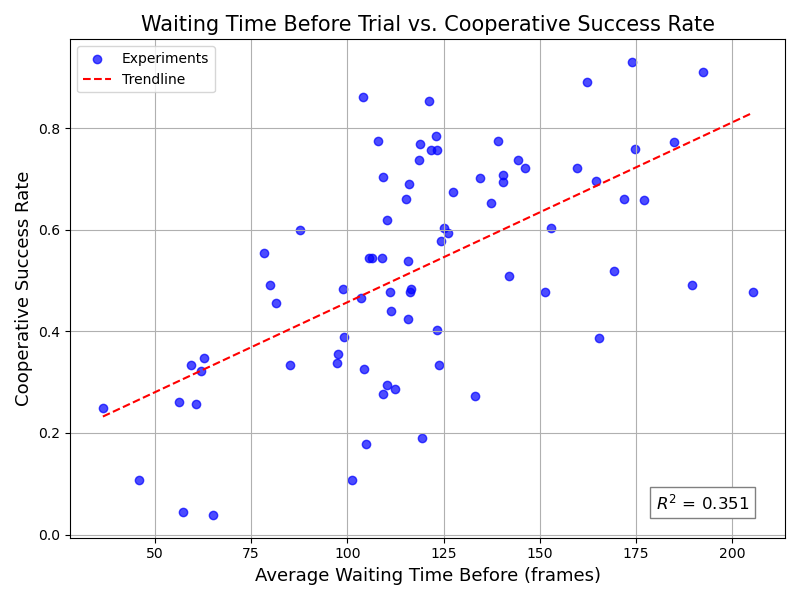 Waiting Time Before Trial vs. Cooperative Success Rate
Experiments
Trendline
Cooperative Success Rate
0.8
0.6
0.4
0.2
0.0
R² = 0.351
50
75
100
125
150
175
200
Average Waiting Time Before (frames)